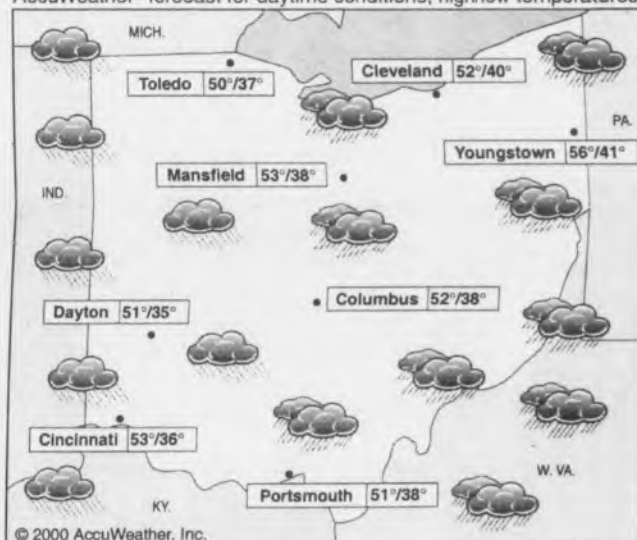 AccuWeather® forecast for daytime conditions, high/low temperatures
MICH.
Toledo 50°/37°
Cleveland 52°/40°
PA.
Youngstown 56°/41°
Mansfield 53°/38°
IND.
Dayton 51°/35°
Columbus 52°/38°
Cincinnati 53°/36°
W. VA.
Portsmouth 51°/38°
KY.
© 2000 AccuWeather, Inc.